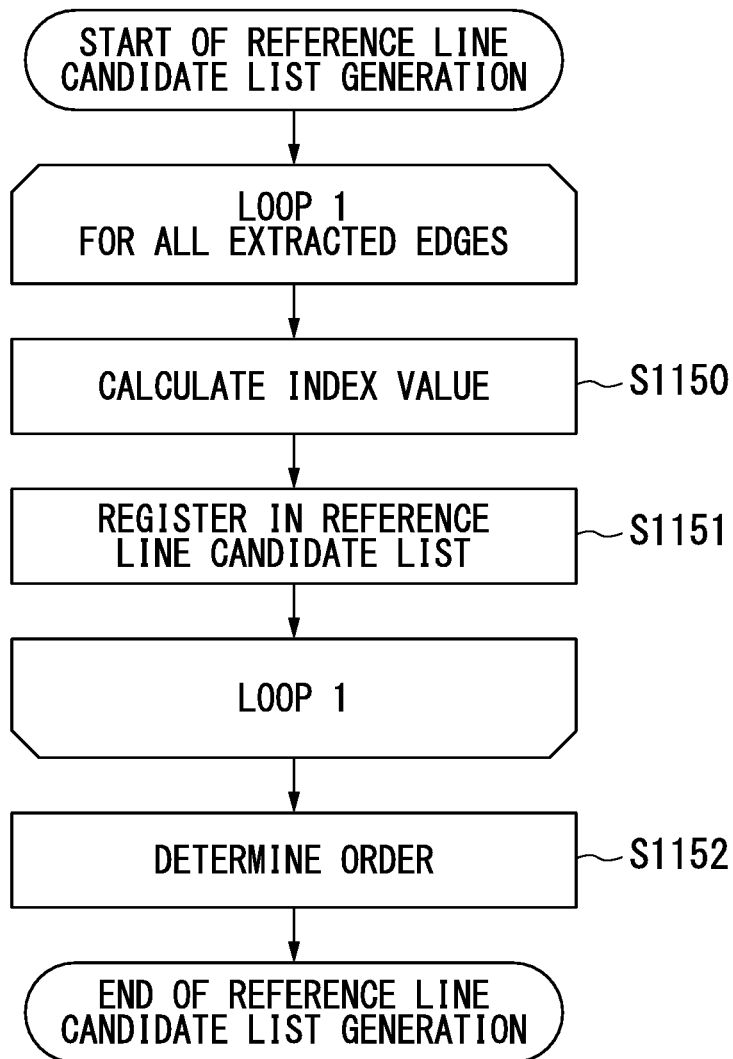 START OF REFERENCE LINE
CANDIDATE LIST GENERATION
LOOP 1
FOR ALL EXTRACTED EDGES
CALCULATE INDEX VALUE
S1150
REGISTER IN REFERENCE
LINE CANDIDATE LIST
S1151
LOOP 1
DETERMINE ORDER
S1152
END OF REFERENCE LINE
CANDIDATE LIST GENERATION